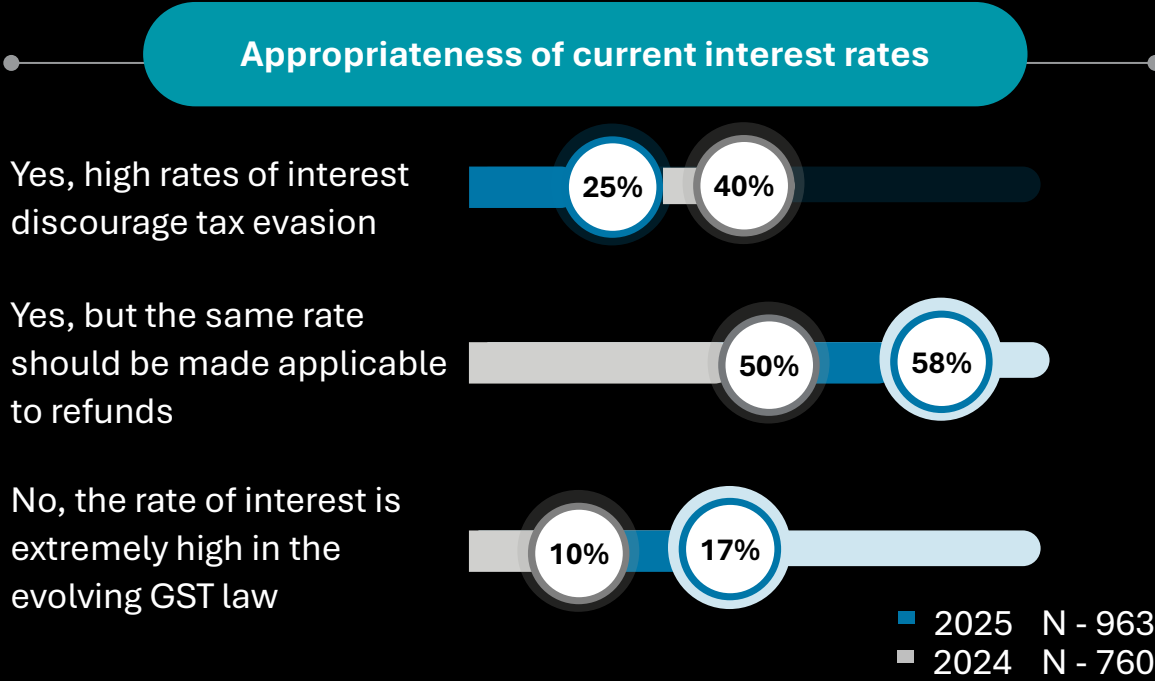 Appropriateness of current interest rates
Yes, high rates of interest
discourage tax evasion
25%
40%
Yes, but the same rate
should be made applicable
to refunds
50%
58%
No, the rate of interest is
extremely high in the
evolving GST law
10%
17%
2025 N - 963
2024 N - 760